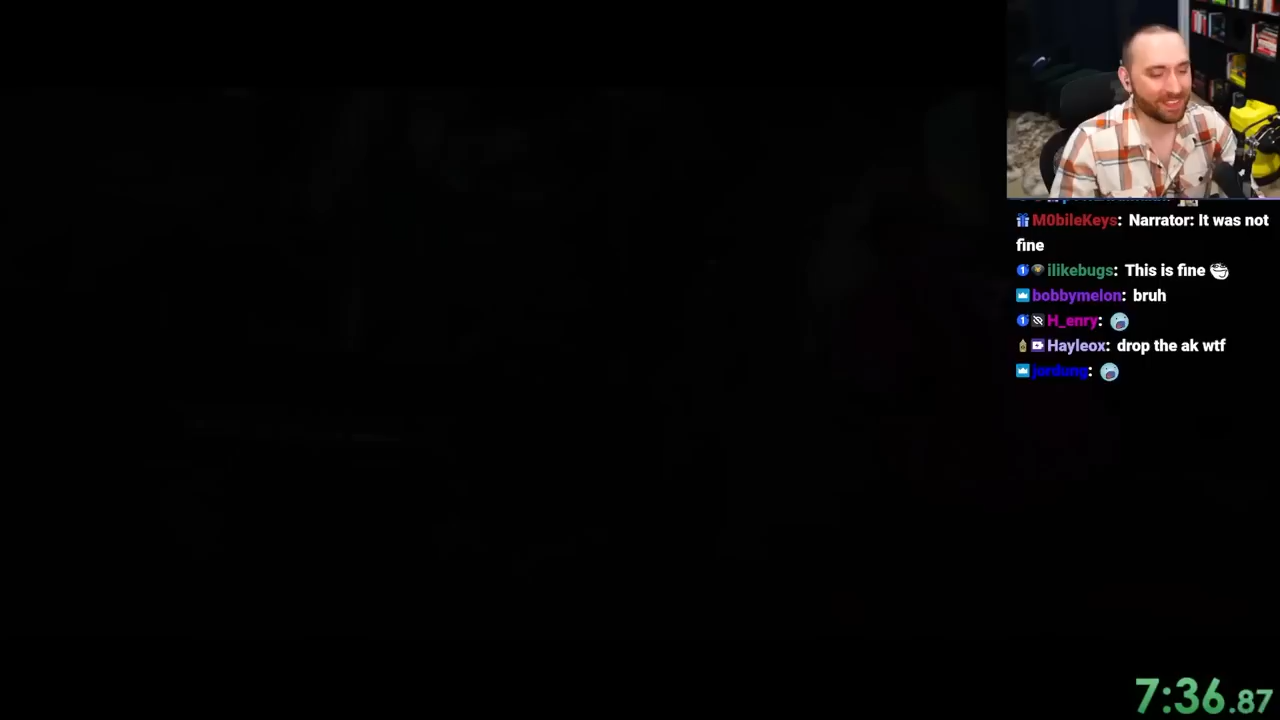 M0bileKeys: Narrator: It was not
fine
ilikebugs: This is fine
bobbymelon: bruh
H_enry:
Hayleox: drop the ak wtf
jordung:
7:36.87